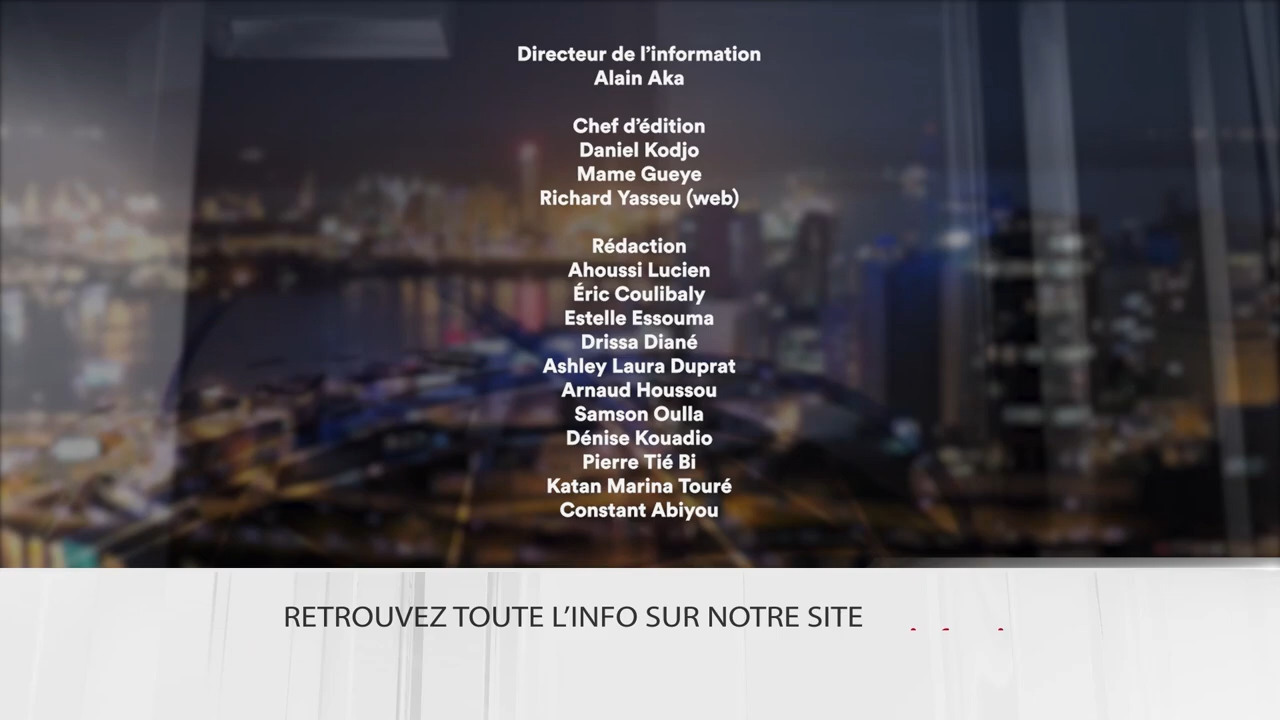 Directeur de l’information
Alain Aka
Chef d’édition
Daniel Kodjo
Mame Gueye
Richard Yasseu (web)
Rédaction
Ahoussi Lucien
Éric Coulibaly
Estelle Essouma
Drissa Diané
Ashley Laura Duprat
Arnaud Houssou
Samson Oulla
Dénise Kouadio
Pierre Tié Bi
Katan Marina Touré
Constant Abiyou
RETROUVEZ TOUTE L’INFO SUR NOTRE SITE